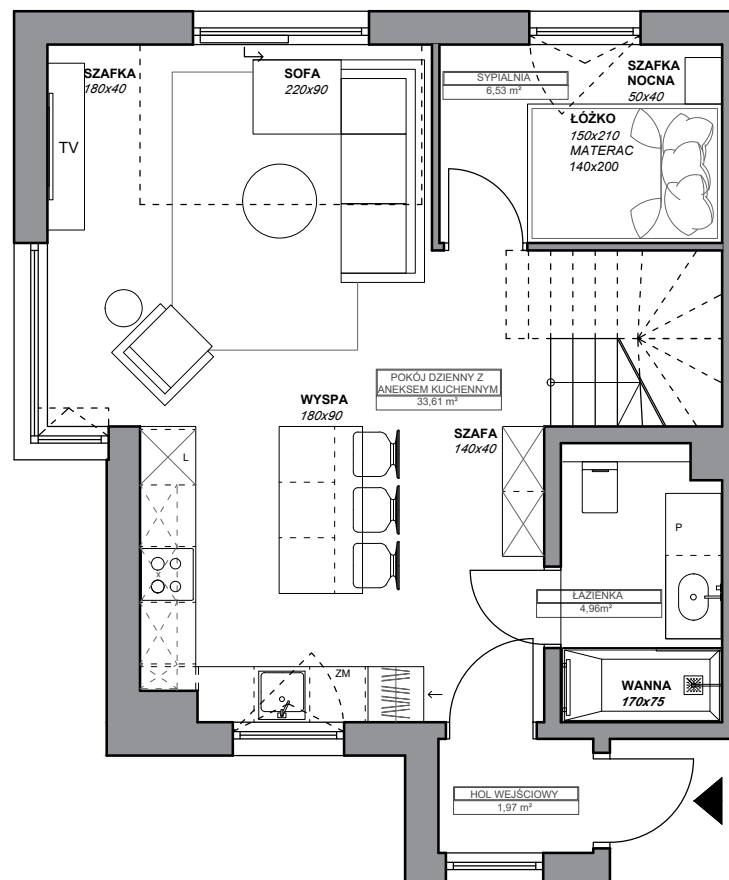 SZAFKA
180x40
TV
SOFA
220x90
SYPIALNIA
6,53 m²
SZAFKA
NOCNA
50x40
ŁÓŻKO
150x210
MATERAC
140x200
POKÓJ DZIENNY Z
ANEKSEM KUCHENNYM
33,61 m²
WYSPA
180x90
SZAFA
140x40
L
P
ŁAZIENKA
4,96m²
ZM
WANNA
170x75
HOL WEJŚCIOWY
1,97 m²